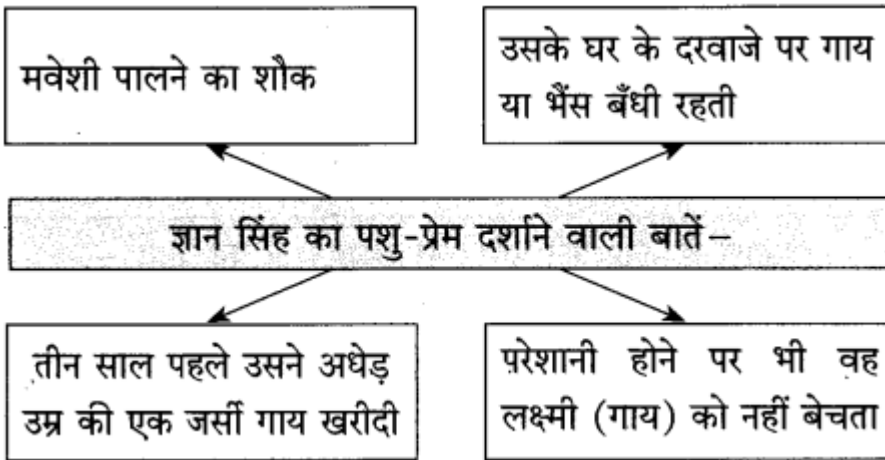 मवेशी पालने का शौक
उसके घर के दरवाजे पर गाय
या भैंस बँधी रहती
ज्ञान सिंह का पशु-प्रेम दर्शाने वाली बातें–
तीन साल पहले उसने अधेड़
उम्र की एक जर्सी गाय खरीदी
परेशानी होने पर भी वह
लक्ष्मी (गाय) को नहीं बेचता